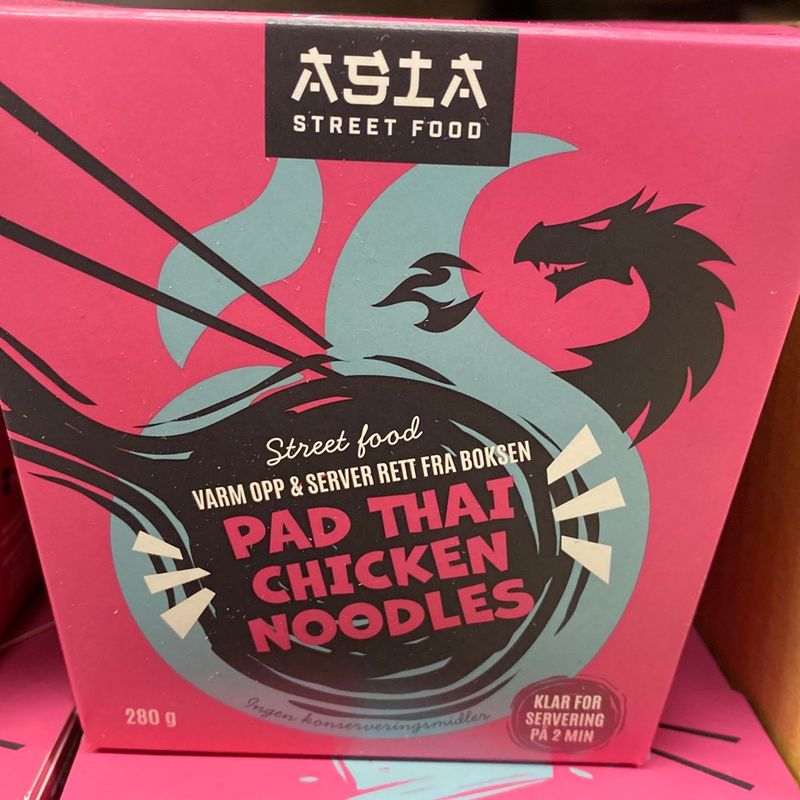 ASIA
STREET FOOD
Street food
VARM OPP & SERVER RETT FRA BOKSEN
PAD THAI
CHICKEN
NOODLES
280 g
Ingen konserveringsmidler
KLAR FOR
SERVERING
PÅ 2 MIN